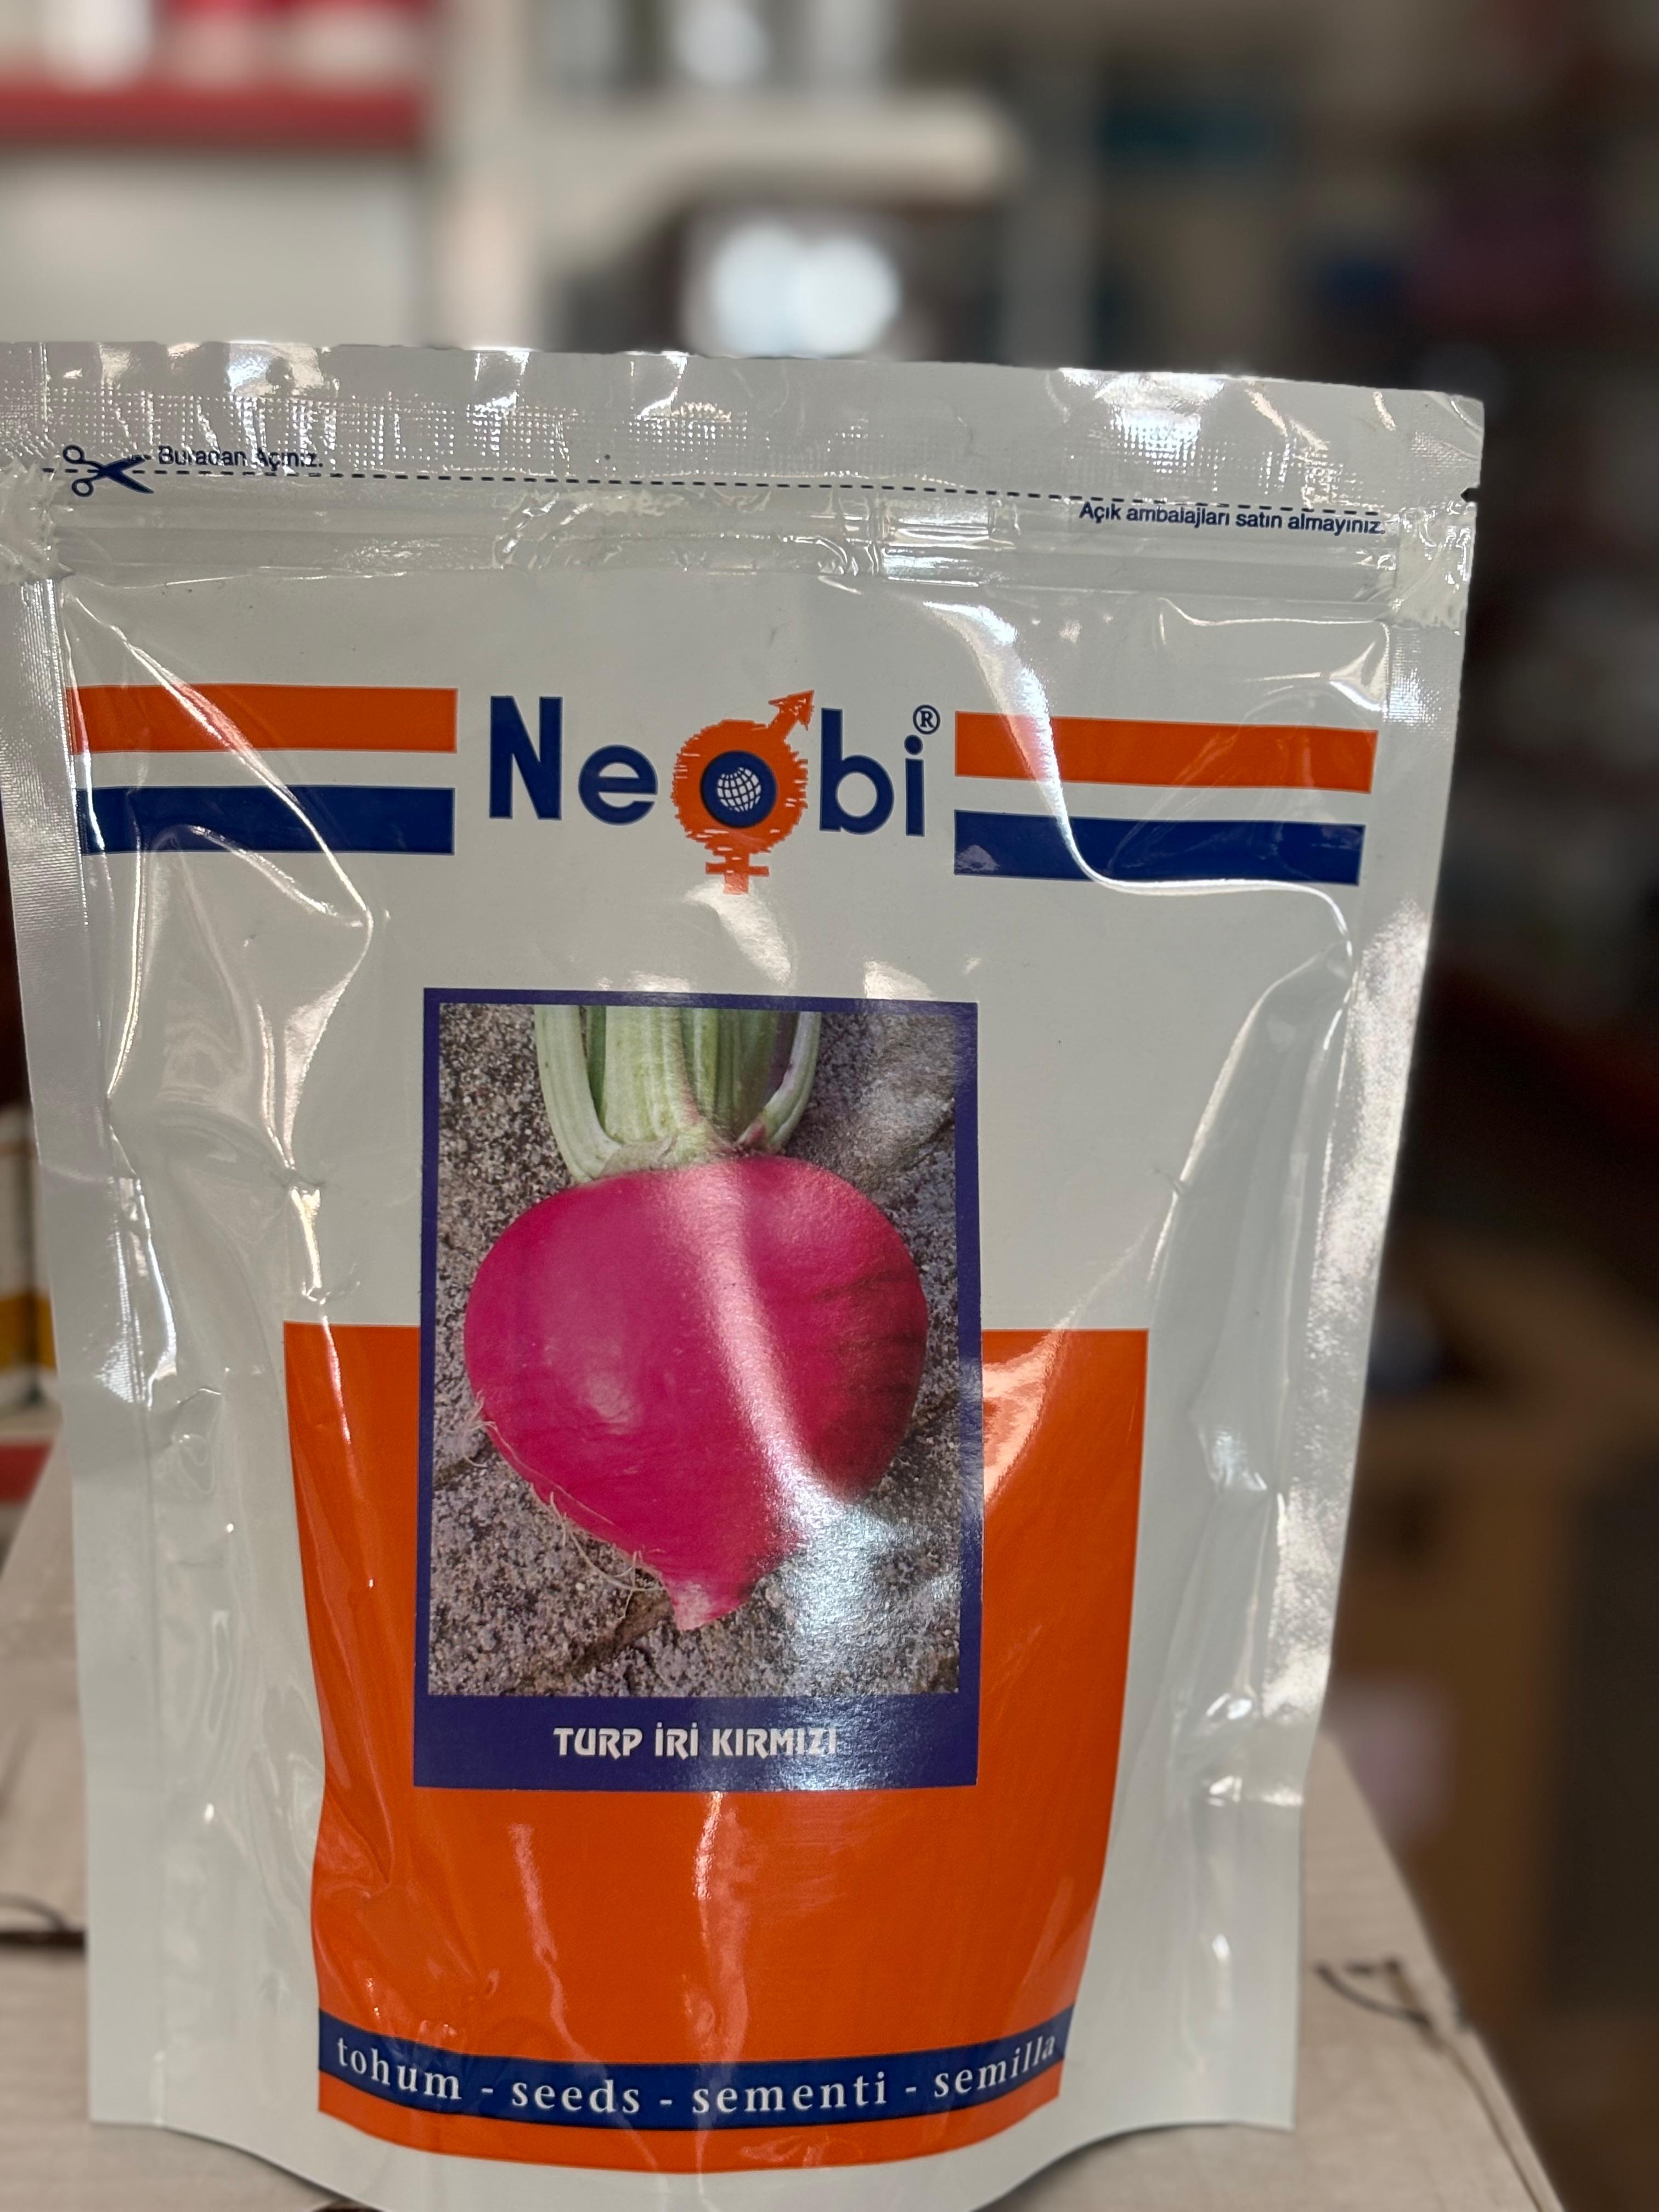 Buradan Açınız.
Açık ambalajları satın almayınız.
Neobi®
TURP İRİ KIRMIZI
tohum - seeds - sementi - semilla